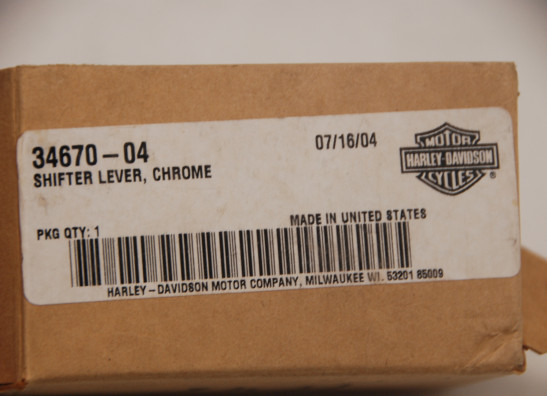 34670-04
07/16/04
SHIFTER LEVER, CHROME
MOTOR
HARLEY-DAVIDSON
CYCLES
®
PKG QTY: 1
MADE IN UNITED STATES
HARLEY-DAVIDSON MOTOR COMPANY, MILWAUKEE WI. 53201 85009